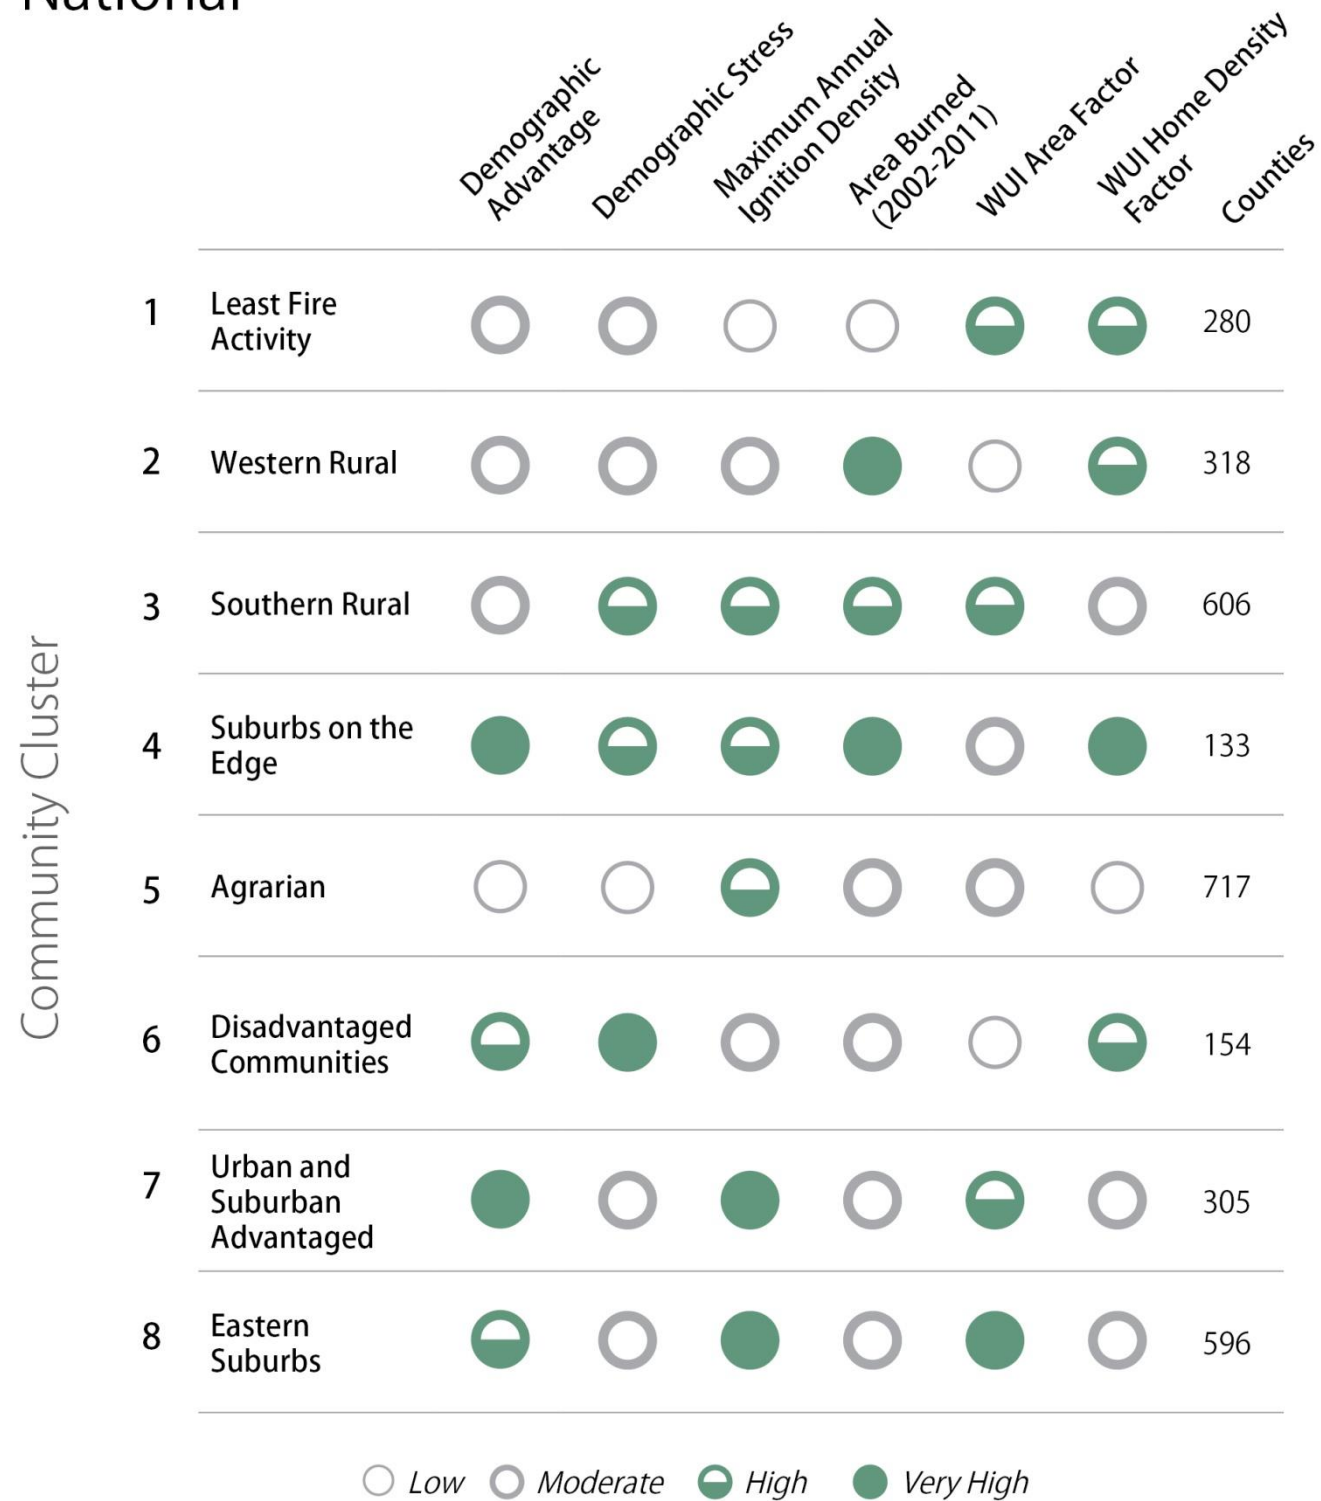 National
Demographic
Advantage
Demographic Stress
Maximum Annual
Ignition Density
Area Burned
(2002-2011)
WUI Area Factor
WUI Home Density
Factor
Counties
Community Cluster
1
Least Fire
Activity
280
2
Western Rural
318
3
Southern Rural
606
4
Suburbs on the
Edge
133
5
Agrarian
717
6
Disadvantaged
Communities
154
7
Urban and
Suburban
Advantaged
305
8
Eastern
Suburbs
596
Low
Moderate
High
Very High